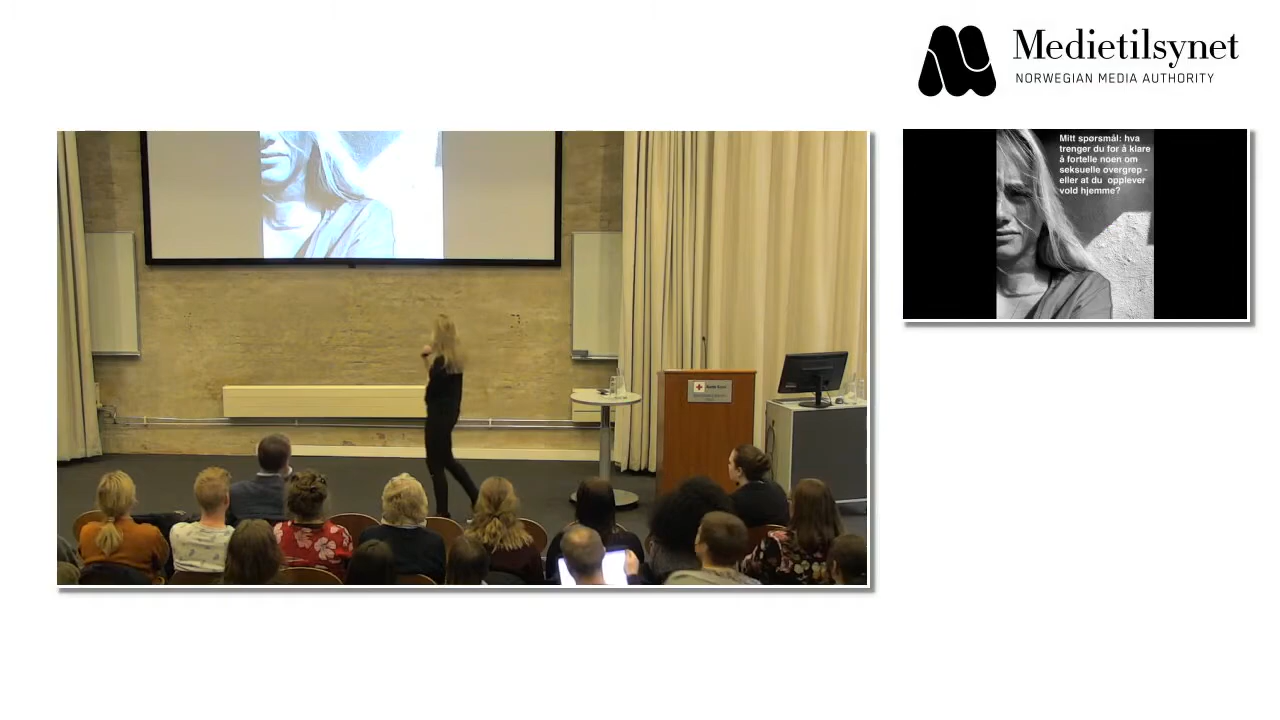 Medietilsynet
NORWEGIAN MEDIA AUTHORITY
Mitt spørsmål: hva
trenger du for å klare
å fortelle noen om
seksuelle overgrep -
eller at du opplever
vold hjemme?